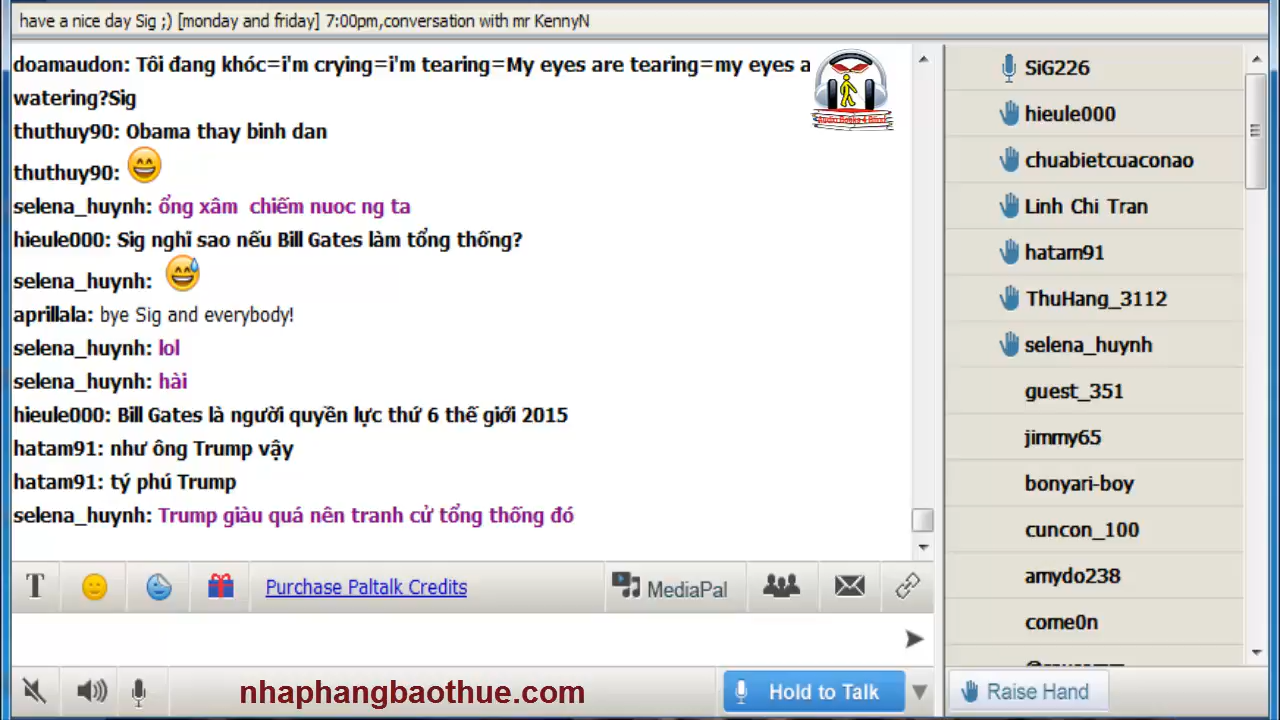 have a nice day Sig ;) [monday and friday] 7:00pm,conversation with mr KennyN
doamaudon: Tôi đang khóc=i'm crying=i'm tearing=My eyes are tearing=my eyes a
watering?Sig
thuthuy90: Obama thay binh dan
thuthuy90:
selena_huynh: ổng xâm chiếm nuoc ng ta
hieule000: Sig nghĩ sao nếu Bill Gates làm tổng thống?
selena_huynh:
aprillala: bye Sig and everybody!
selena_huynh: lol
selena_huynh: hài
hieule000: Bill Gates là người quyền lực thứ 6 thế giới 2015
hatam91: như ông Trump vậy
hatam91: tý phú Trump
selena_huynh: Trump giàu quá nên tranh cử tổng thống đó
Audio Books 4 Blind
T
Purchase Paltalk Credits
MediaPal
nhaphangbaothue.com
Hold to Talk
SiG226
hieule000
chuabietcuaconao
Linh Chi Tran
hatam91
ThuHang_3112
selena_huynh
guest_351
jimmy65
bonyari-boy
cuncon_100
amydo238
come0n
Raise Hand